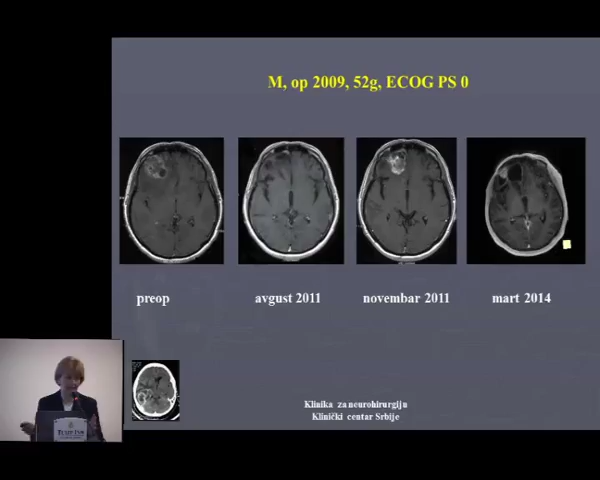 M, op 2009, 52g, ECOG PS 0
preop
avgust 2011
novembar 2011
mart 2014
Klinika za neurohirurgiju
Klinički centar Srbije